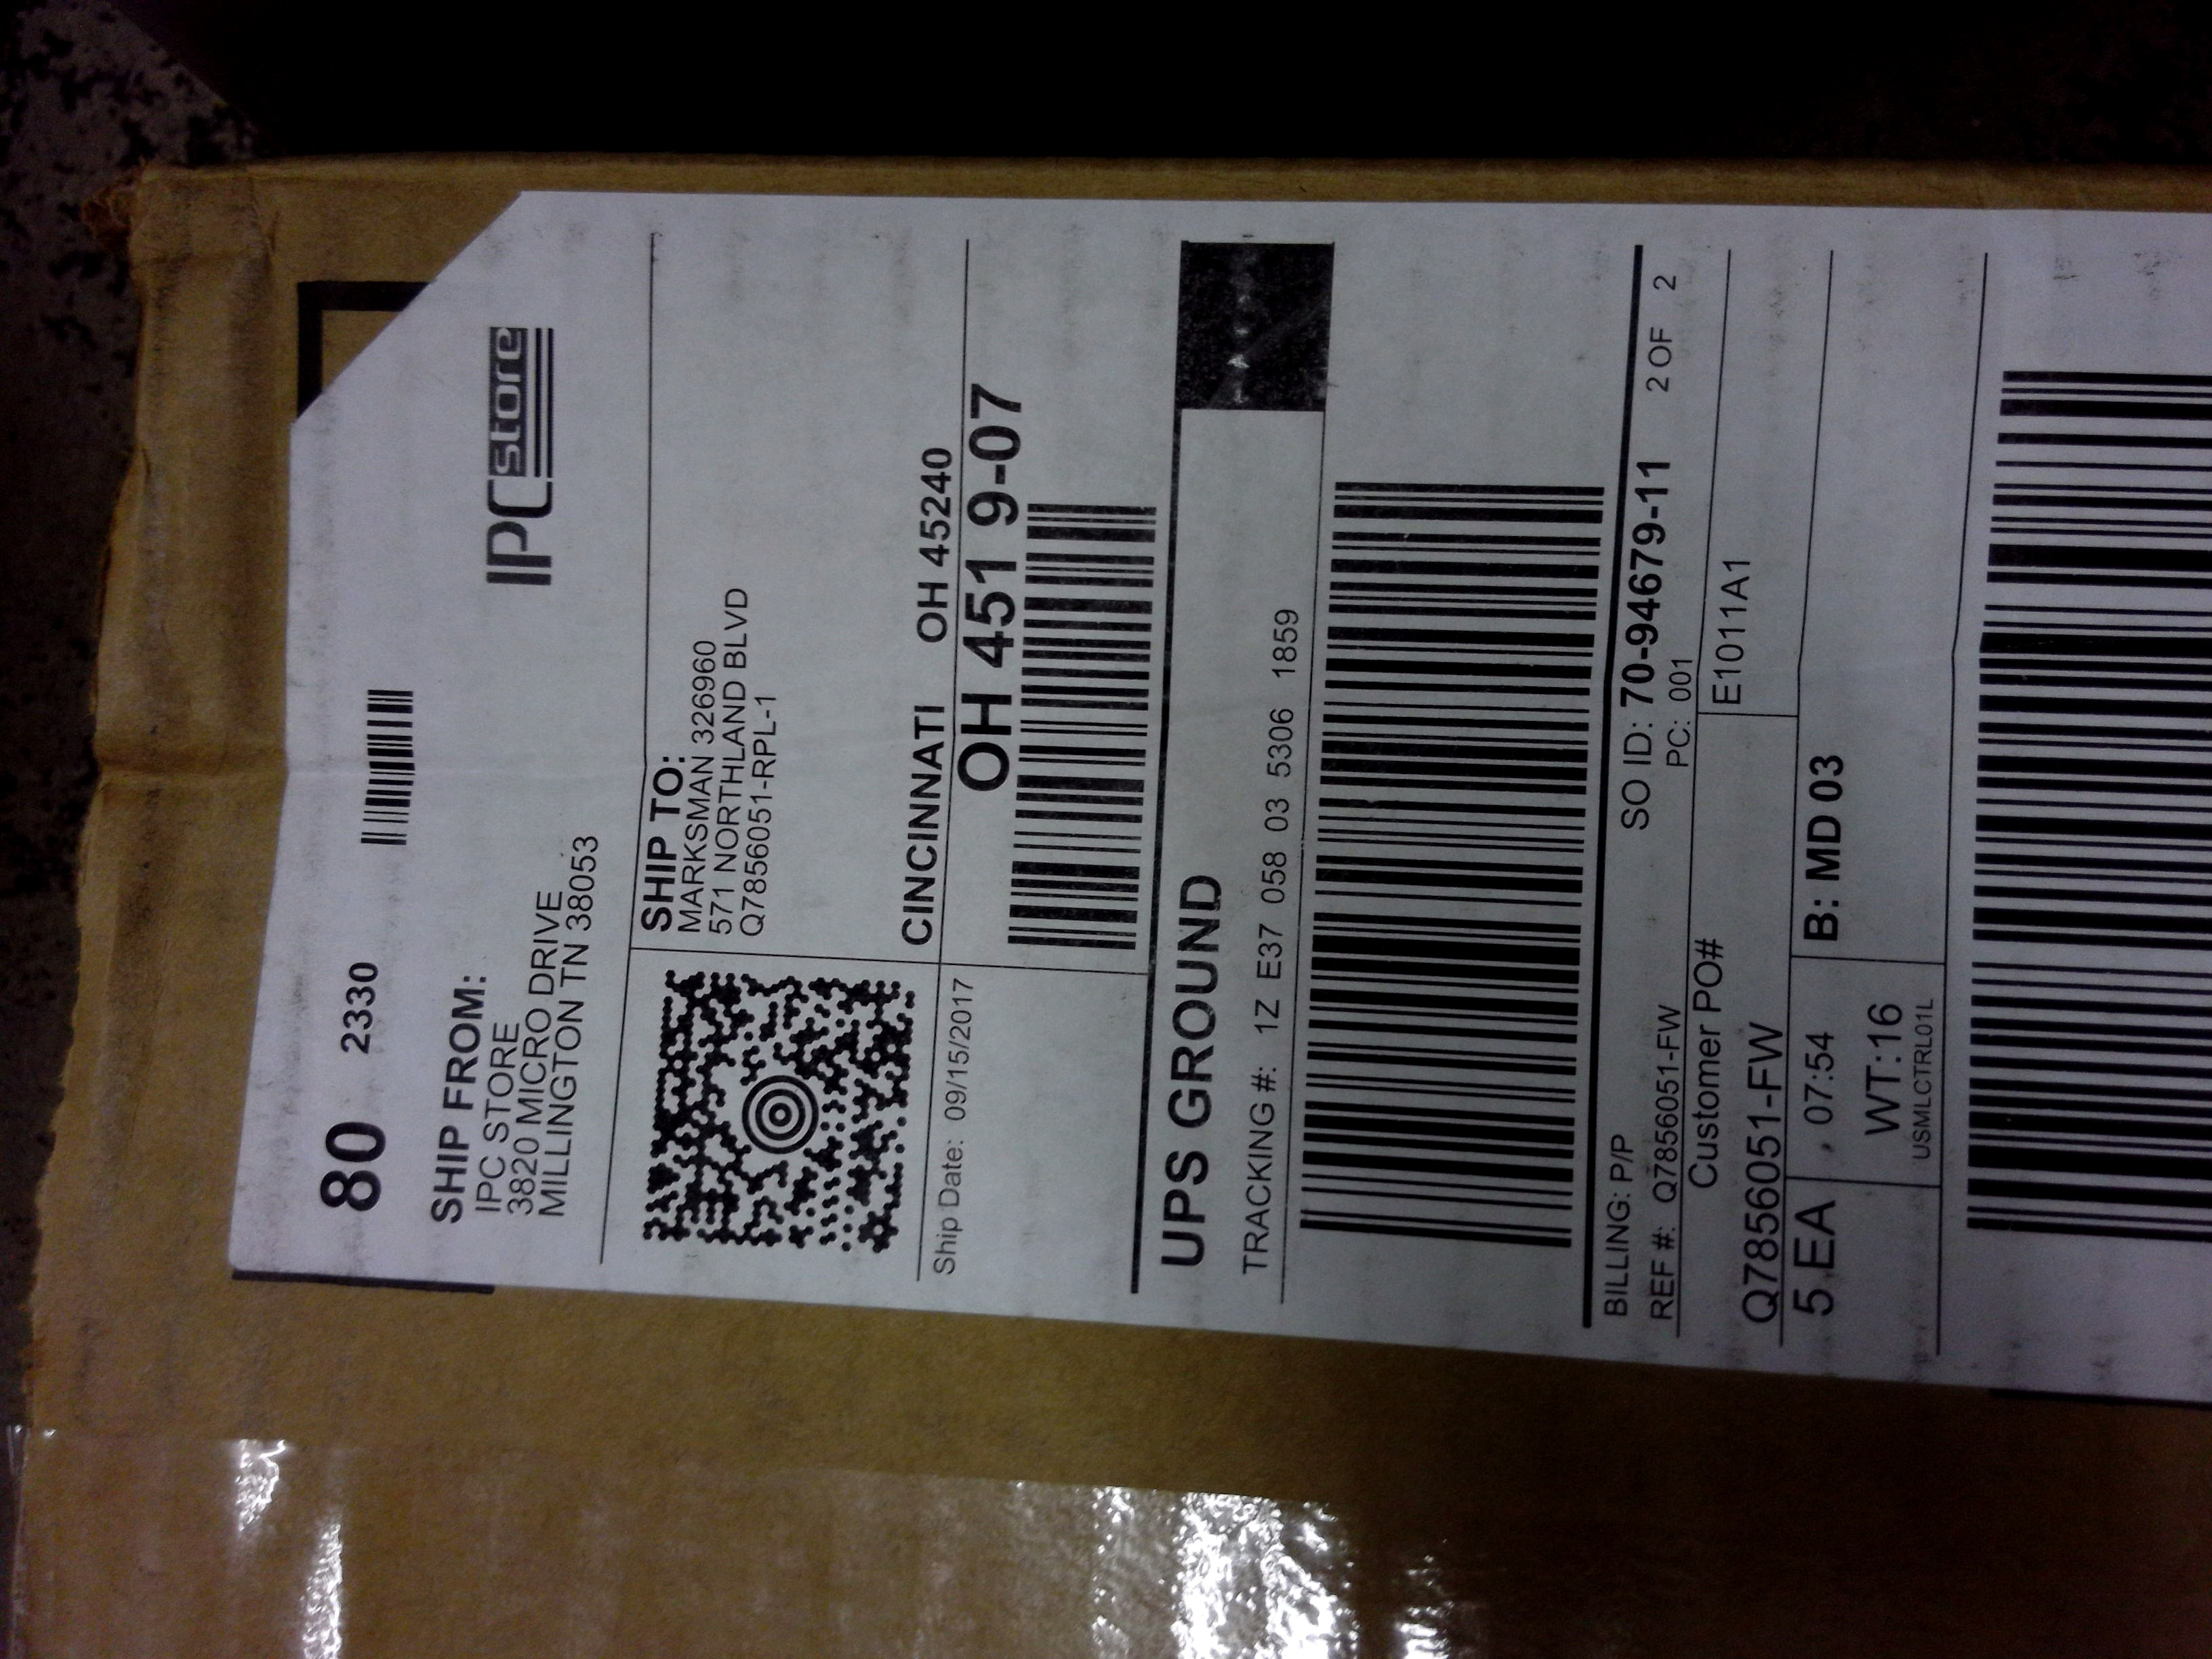 80 2330
IPC store
SHIP FROM:
IPC STORE
3820 MICRO DRIVE
MILLINGTON TN 38053
SHIP TO:
MARKSMAN 326960
571 NORTHLAND BLVD
Q7856051-RPL-1
CINCINNATI OH 45240
Ship Date: 09/15/2017
OH 451 9-07
UPS GROUND
TRACKING #: 1Z E37 058 03 5306 1859
BILLING: P/P
SO ID: 70-94679-11 2 OF 2
REF #: Q7856051-FW PC: 001
Customer PO#
Q7856051-FW E1011A1
5 EA , 07:54 B: MD 03
WT:16
USMLCTRL01L